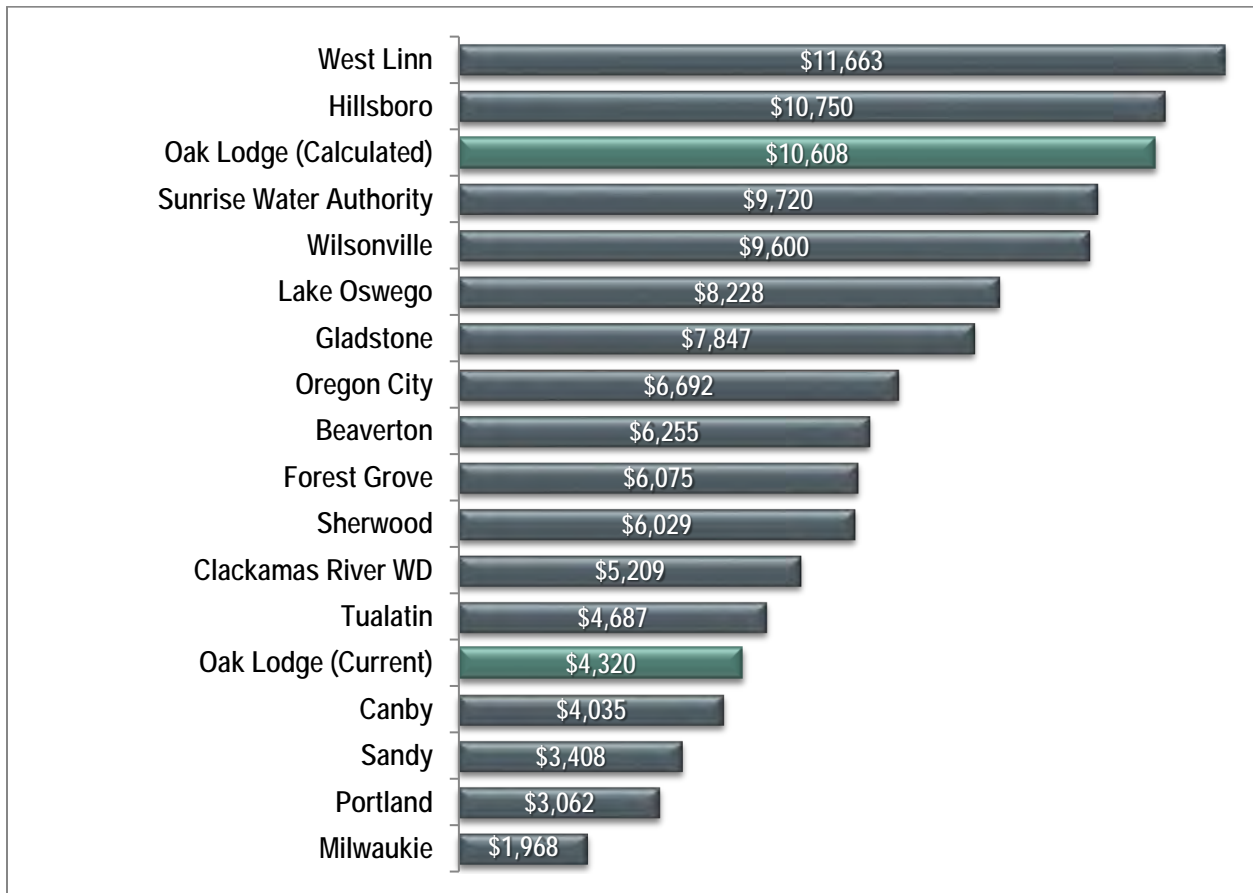 West Linn $11,663
Hillsboro $10,750
Oak Lodge (Calculated) $10,608
Sunrise Water Authority $9,720
Wilsonville $9,600
Lake Oswego $8,228
Gladstone $7,847
Oregon City $6,692
Beaverton $6,255
Forest Grove $6,075
Sherwood $6,029
Clackamas River WD $5,209
Tualatin $4,687
Oak Lodge (Current) $4,320
Canby $4,035
Sandy $3,408
Portland $3,062
Milwaukie $1,968